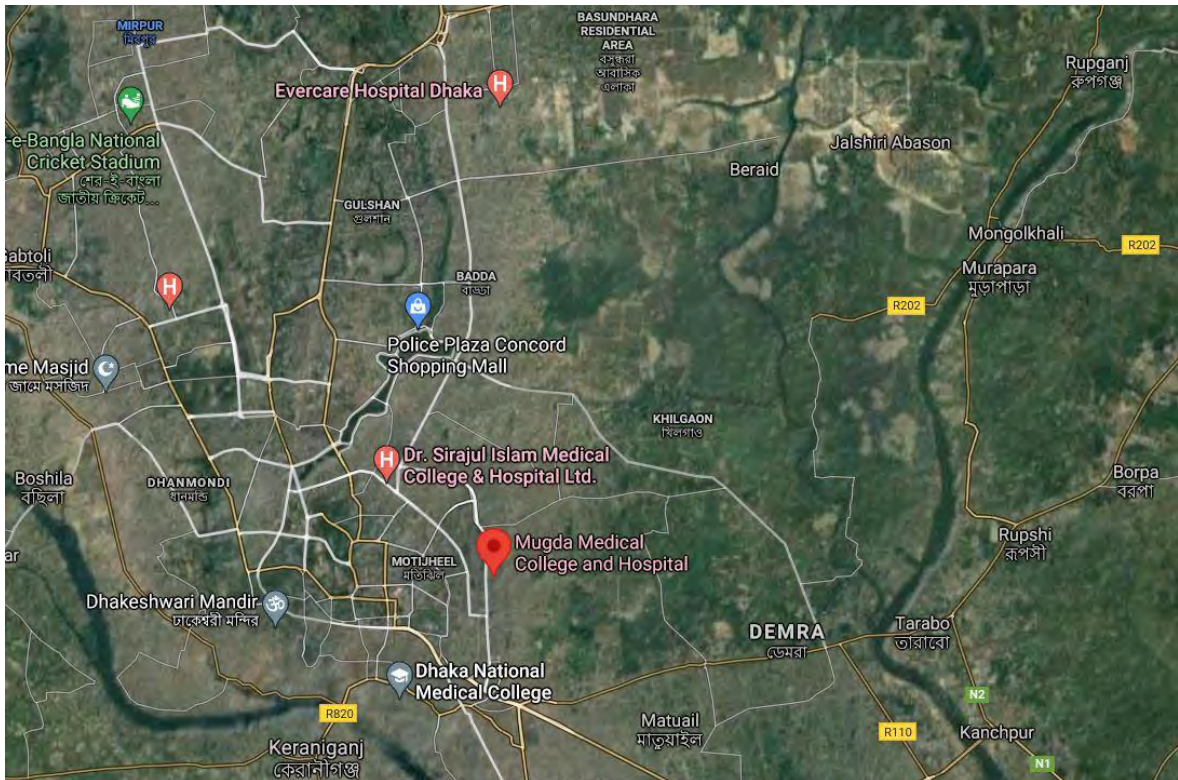 MIRPUR
মিরপুর
BASUNDHARA
RESIDENTIAL
AREA
বসুন্ধরা
আবাসিক
এলাকা
Rupganj
রুপগঞ্জ
Evercare Hospital Dhaka
-e-Bangla National
Cricket Stadium
শের-ই-বাংলা
জাতীয় ক্রিকেট...
Jalshiri Abason
Beraid
GULSHAN
গুলশান
Mongolkhali
R202
Murapara
মুড়াপাড়া
R202
BADDA
বাড্ডা
Police Plaza Concord
Shopping Mall
me Masjid
জামে মসজিদ
KHILGAON
খিলগাও
Dr. Sirajul Islam Medical
College & Hospital Ltd.
Boshila
বছিলা
DHANMONDI
ধানমন্ডি
Borpa
বরপা
Rupshi
রূপসী
Mugda Medical
College and Hospital
MOTIJHEEL
মতিঝিল
Dhakeshwari Mandir
ঢাকেশ্বরী মন্দির
DEMRA
ডেমরা
Tarabo
তারাবো
Dhaka National
Medical College
N2
R820
Matuail
মাতুয়াইল
R110
Kanchpur
Keraniganj
কেরানীগঞ্জ
N1